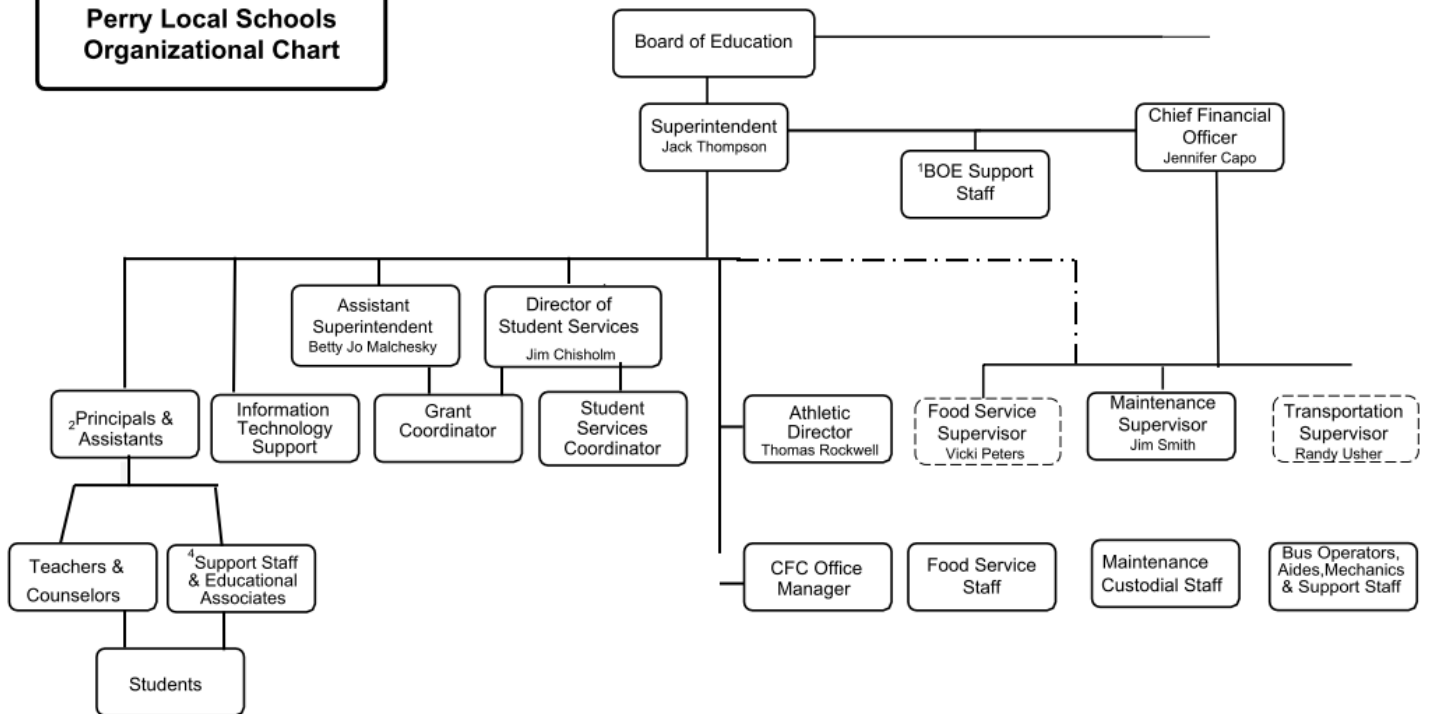 Perry Local Schools
Organizational Chart
Board of Education
Superintendent
Jack Thompson
Chief Financial
Officer
Jennifer Capo
¹BOE Support
Staff
Assistant
Superintendent
Betty Jo Malchesky
Director of
Student Services
Jim Chisholm
₂Principals &
Assistants
Information
Technology
Support
Grant
Coordinator
Student
Services
Coordinator
Athletic
Director
Thomas Rockwell
Food Service
Supervisor
Vicki Peters
Maintenance
Supervisor
Jim Smith
Transportation
Supervisor
Randy Usher
Teachers &
Counselors
⁴Support Staff
& Educational
Associates
CFC Office
Manager
Food Service
Staff
Maintenance
Custodial Staff
Bus Operators,
Aides,Mechanics
& Support Staff
Students